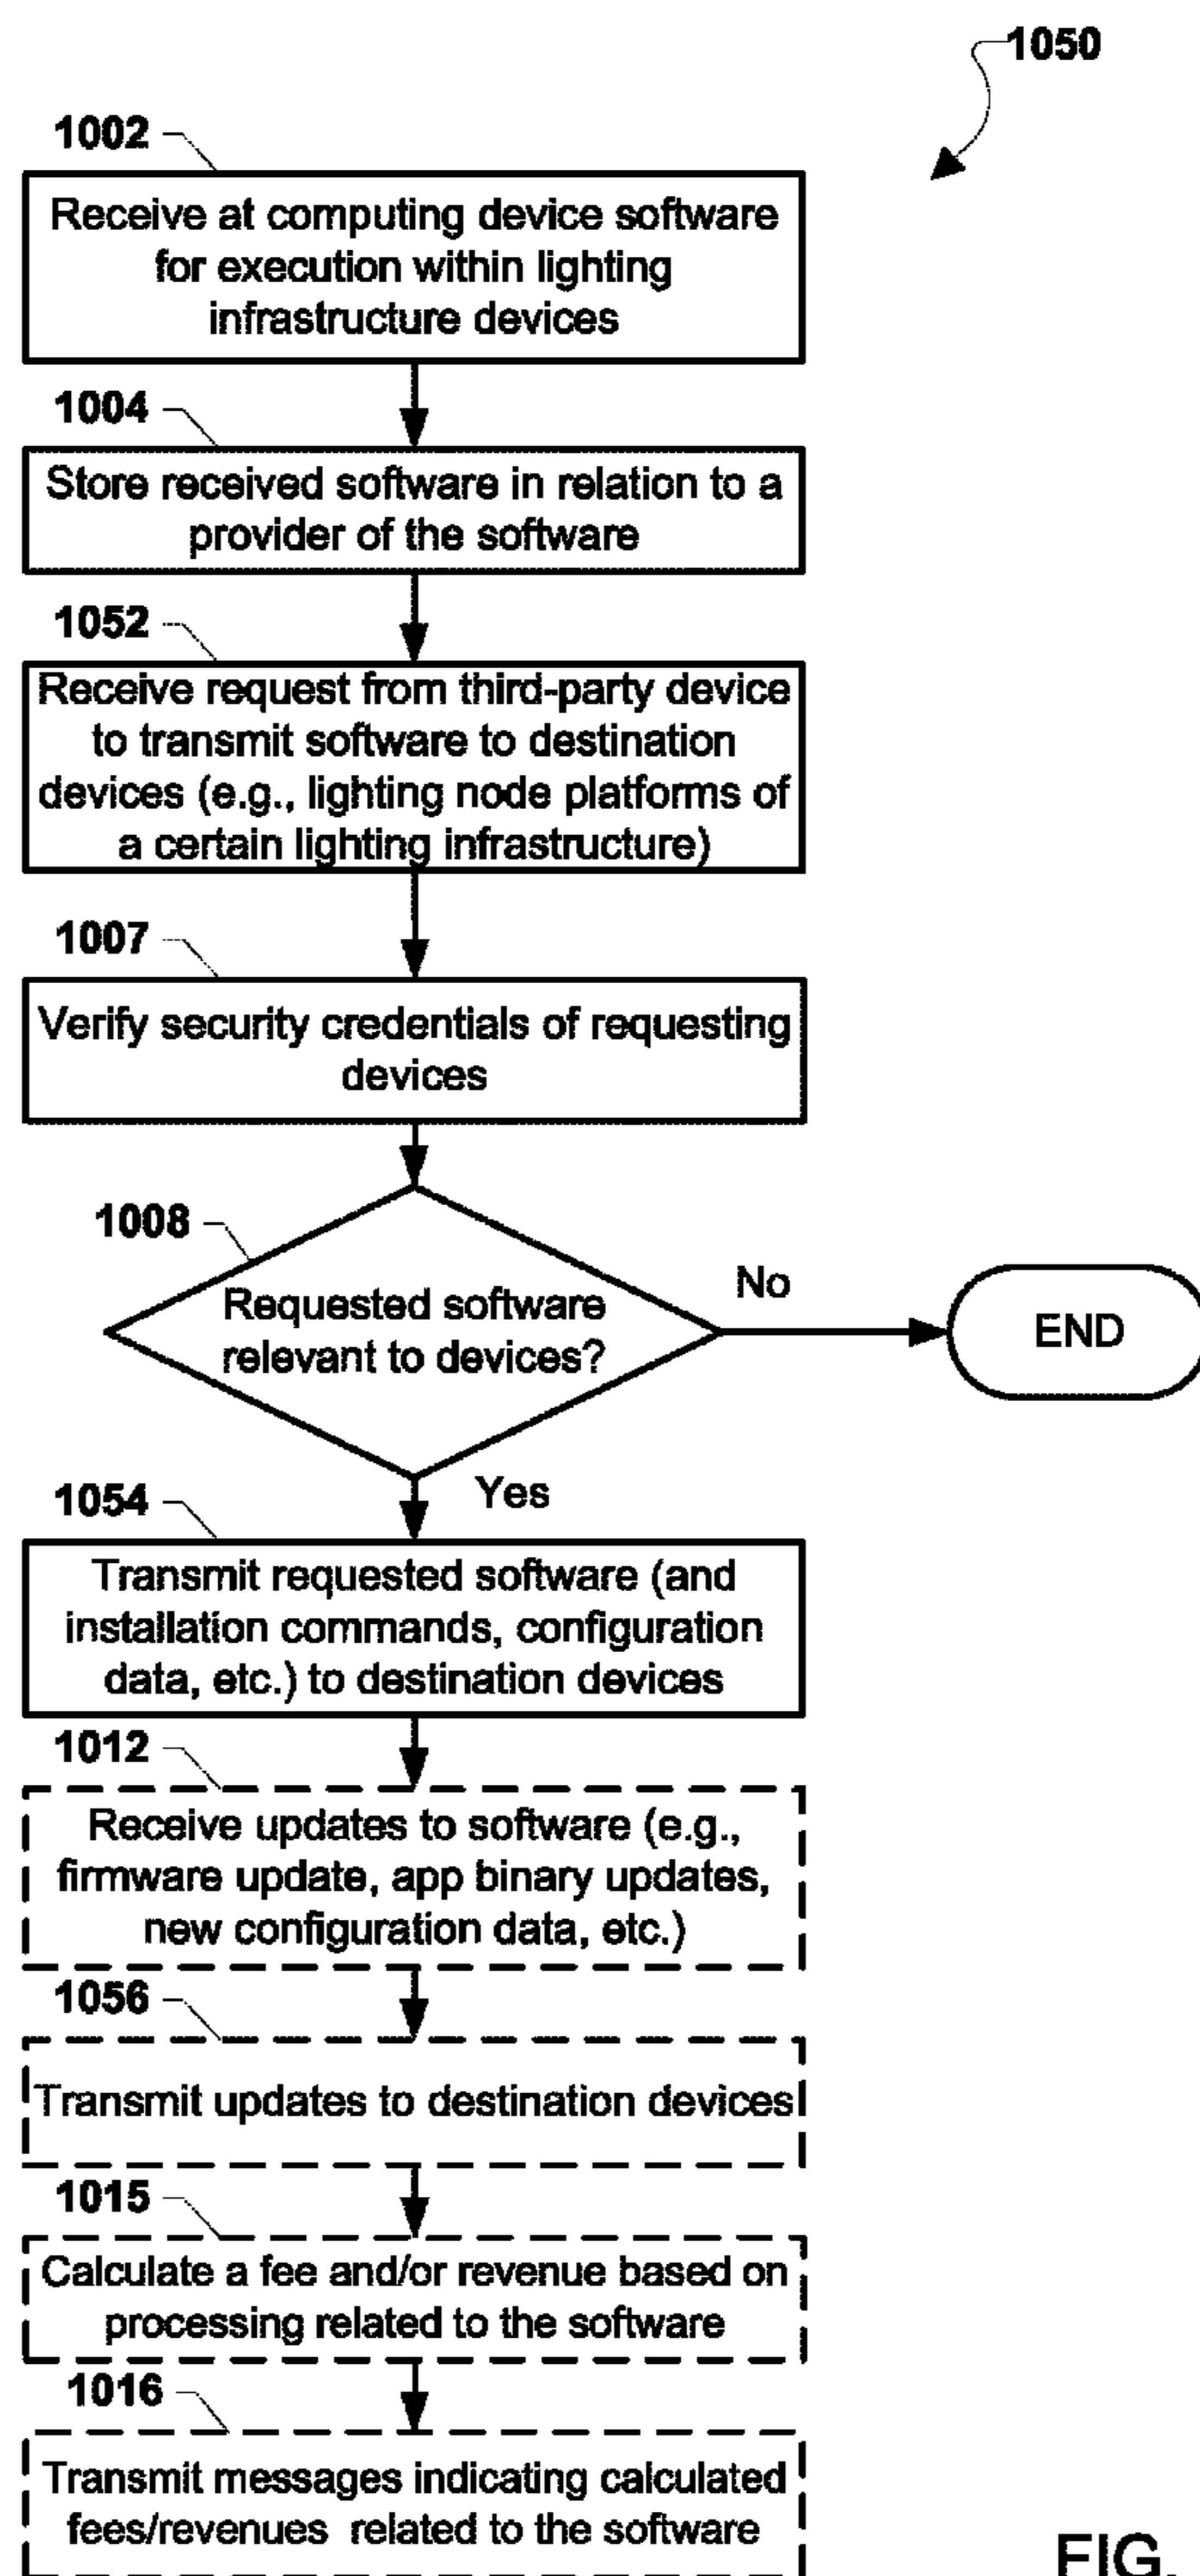 1050
1002
Receive at computing device software
for execution within lighting
infrastructure devices
1004
Store received software in relation to a
provider of the software
1052
Receive request from third-party device
to transmit software to destination
devices (e.g., lighting node platforms of
a certain lighting infrastructure)
1007
Verify security credentials of requesting
devices
1008
Requested software
relevant to devices?
No
END
Yes
1054
Transmit requested software (and
installation commands, configuration
data, etc.) to destination devices
1012
Receive updates to software (e.g.,
firmware update, app binary updates,
new configuration data, etc.)
1056
Transmit updates to destination devices
1015
Calculate a fee and/or revenue based on
processing related to the software
1016
Transmit messages indicating calculated
fees/revenues related to the software
FIG.